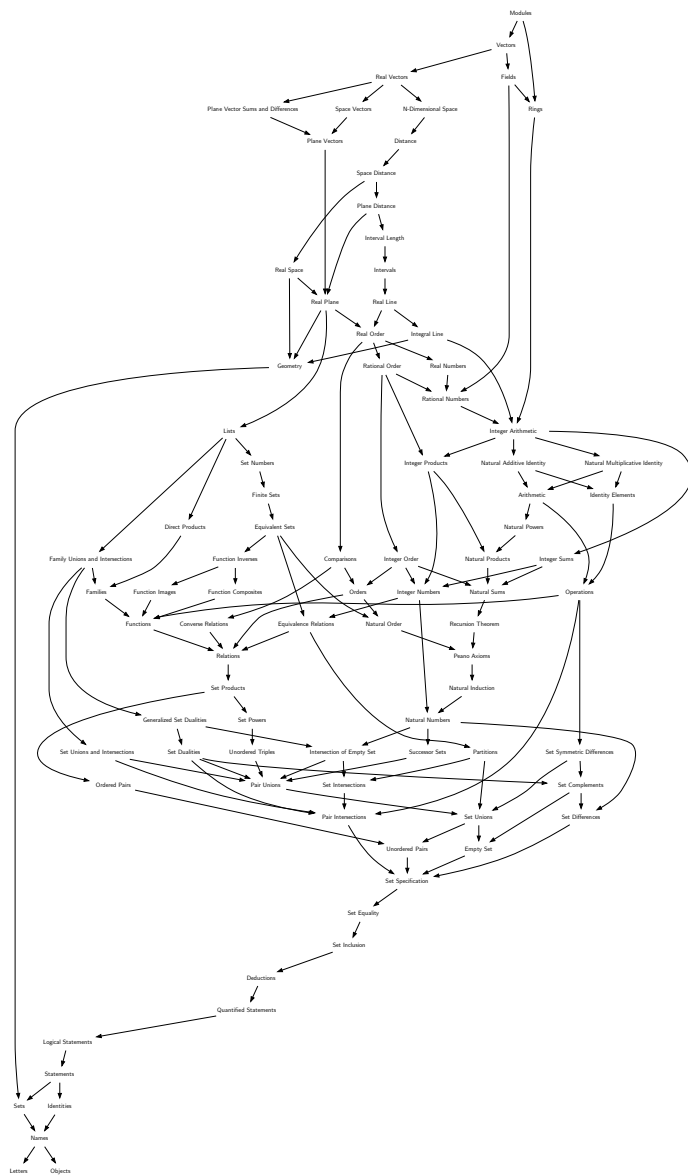 Modules
Vectors
Real Vectors
Fields
Plane Vector Sums and Differences
Space Vectors
N-Dimensional Space
Rings
Plane Vectors
Distance
Space Distance
Plane Distance
Interval Length
Real Space
Intervals
Real Plane
Real Line
Real Order
Integral Line
Geometry
Rational Order
Real Numbers
Rational Numbers
Lists
Integer Arithmetic
Set Numbers
Integer Products
Natural Additive Identity
Natural Multiplicative Identity
Finite Sets
Arithmetic
Identity Elements
Direct Products
Equivalent Sets
Natural Powers
Family Unions and Intersections
Function Inverses
Comparisons
Integer Order
Natural Products
Integer Sums
Families
Function Images
Function Composites
Orders
Integer Numbers
Natural Sums
Operations
Functions
Converse Relations
Equivalence Relations
Natural Order
Recursion Theorem
Relations
Peano Axioms
Set Products
Natural Induction
Generalized Set Dualities
Set Powers
Natural Numbers
Set Unions and Intersections
Set Dualities
Unordered Triples
Intersection of Empty Set
Successor Sets
Partitions
Set Symmetric Differences
Ordered Pairs
Pair Unions
Set Intersections
Set Complements
Pair Intersections
Set Unions
Set Differences
Unordered Pairs
Empty Set
Set Specification
Set Equality
Set Inclusion
Deductions
Quantified Statements
Logical Statements
Statements
Sets
Identities
Names
Letters
Objects